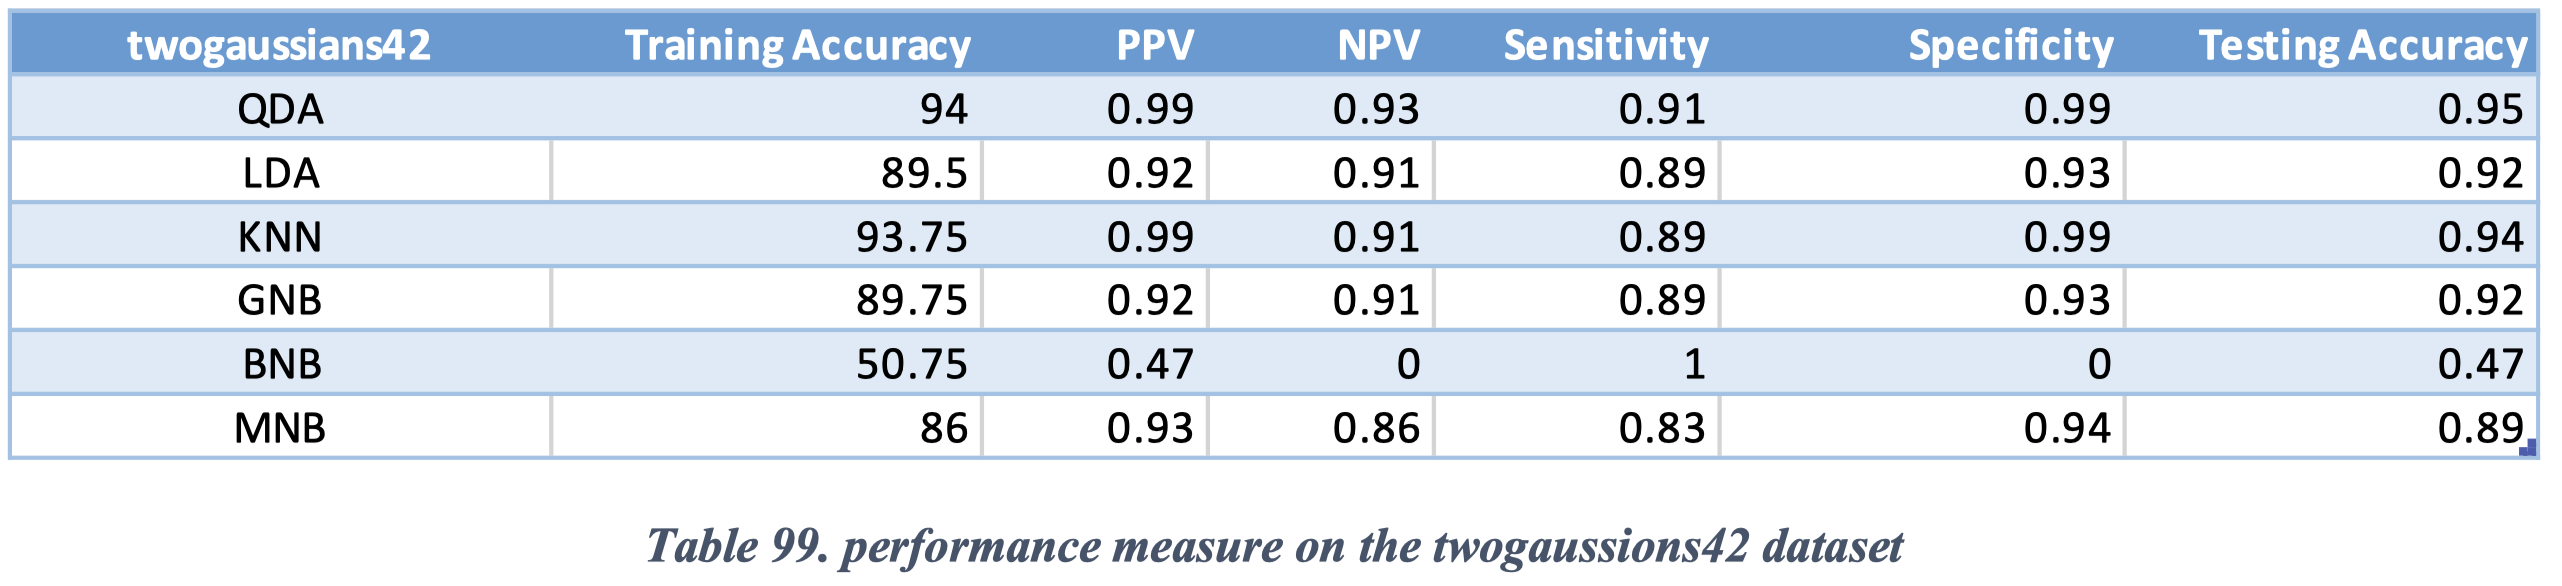 twogaussians42 Training Accuracy PPV NPV Sensitivity Specificity Testing Accuracy
QDA 94 0.99 0.93 0.91 0.99 0.95
LDA 89.5 0.92 0.91 0.89 0.93 0.92
KNN 93.75 0.99 0.91 0.89 0.99 0.94
GNB 89.75 0.92 0.91 0.89 0.93 0.92
BNB 50.75 0.47 0 1 0 0.47
MNB 86 0.93 0.86 0.83 0.94 0.89
Table 99. performance measure on the twogaussions42 dataset